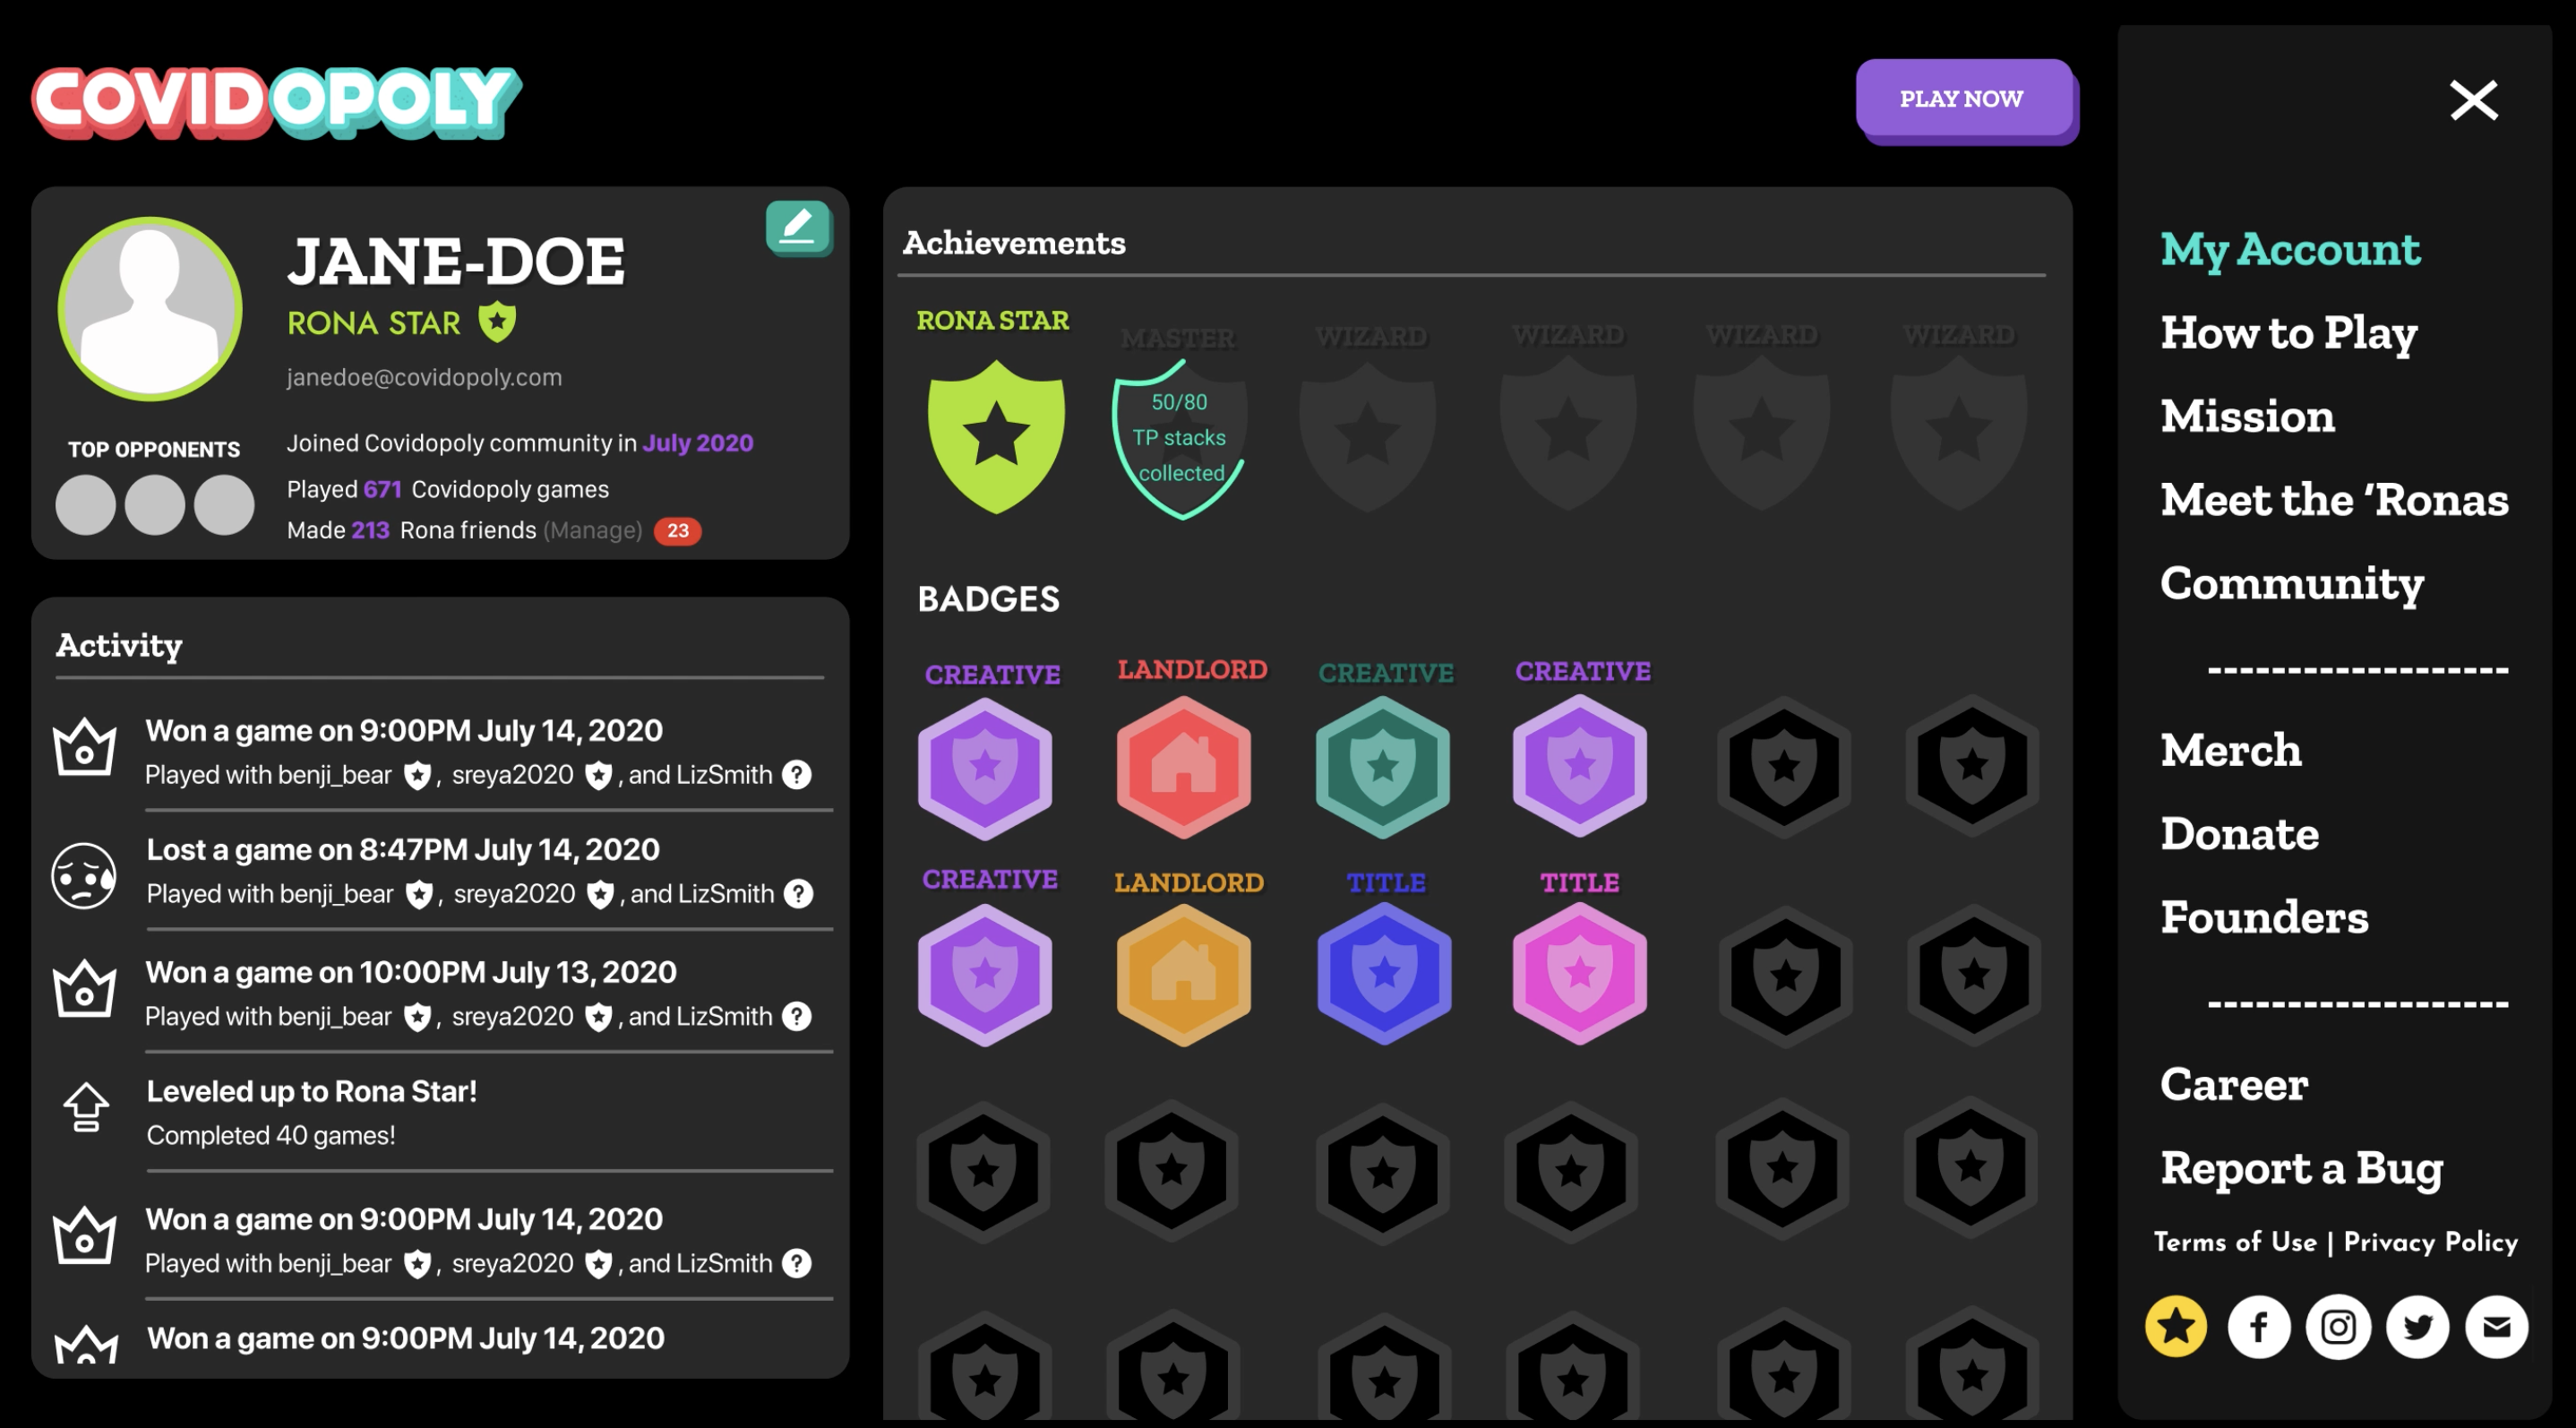 COVIDOPOLY
PLAY NOW
JANE-DOE
RONA STAR
janedoe@covidopoly.com
TOP OPPONENTS
Joined Covidopoly community in July 2020
Played 671 Covidopoly games
Made 213 Rona friends (Manage) 23
Activity
Won a game on 9:00PM July 14, 2020
Played with benji_bear , sreya2020 , and LizSmith ?
Lost a game on 8:47PM July 14, 2020
Played with benji_bear , sreya2020 , and LizSmith ?
Won a game on 10:00PM July 13, 2020
Played with benji_bear , sreya2020 , and LizSmith ?
Leveled up to Rona Star!
Completed 40 games!
Won a game on 9:00PM July 14, 2020
Played with benji_bear , sreya2020 , and LizSmith ?
Won a game on 9:00PM July 14, 2020
Achievements
RONA STAR
MASTER
WIZARD
WIZARD
WIZARD
WIZARD
50/80
TP stacks
collected
BADGES
CREATIVE
LANDLORD
CREATIVE
CREATIVE
CREATIVE
LANDLORD
TITLE
TITLE
My Account
How to Play
Mission
Meet the ‘Ronas
Community
-------------------
Merch
Donate
Founders
-------------------
Career
Report a Bug
Terms of Use | Privacy Policy